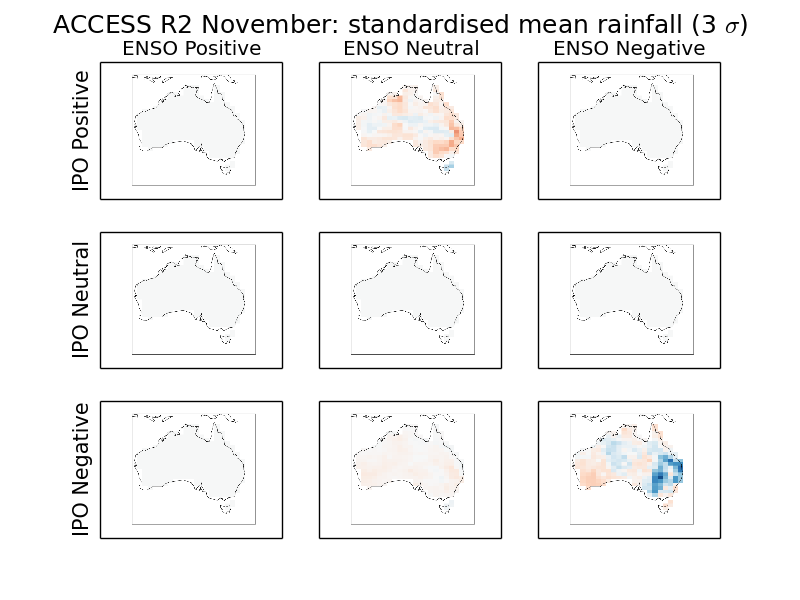 ACCESS R2 November: standardised mean rainfall (3 σ)
ENSO Positive ENSO Neutral ENSO Negative
IPO Positive
IPO Neutral
IPO Negative